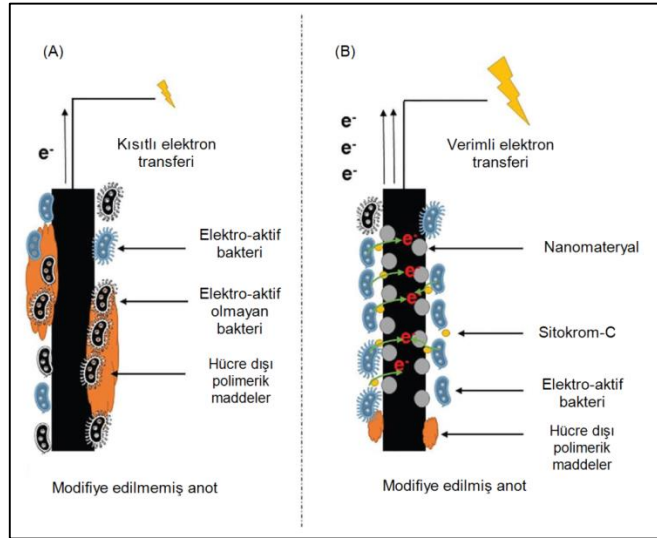 (A)
e-
Kısıtlı elektron
transferi
Elektro-aktif
bakteri
Elektro-aktif
olmayan
bakteri
Hücre dışı
polimerik
maddeler
Modifiye edilmemiş anot
(B)
e-
e-
e-
Verimli elektron
transferi
e-
e-
e-
e-
e-
Nanomateryal
Sitokrom-C
Elektro-aktif
bakteri
Hücre dışı
polimerik
maddeler
Modifiye edilmiş anot